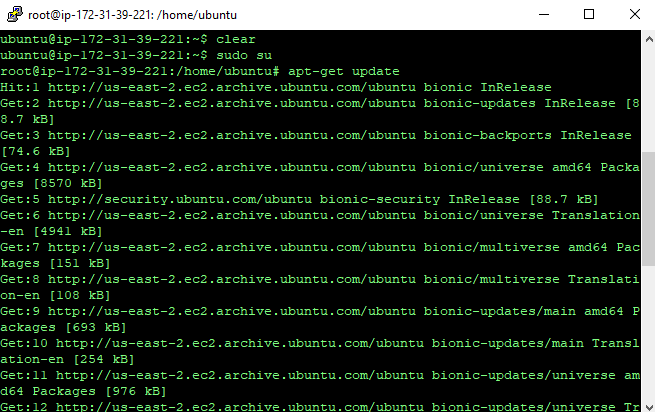 root@ip-172-31-39-221: /home/ubuntu
ubuntu@ip-172-31-39-221:~$ clear
ubuntu@ip-172-31-39-221:~$ sudo su
root@ip-172-31-39-221:/home/ubuntu# apt-get update
Hit:1 http://us-east-2.ec2.archive.ubuntu.com/ubuntu bionic InRelease
Get:2 http://us-east-2.ec2.archive.ubuntu.com/ubuntu bionic-updates InRelease [8
8.7 kB]
Get:3 http://us-east-2.ec2.archive.ubuntu.com/ubuntu bionic-backports InRelease
[74.6 kB]
Get:4 http://us-east-2.ec2.archive.ubuntu.com/ubuntu bionic/universe amd64 Packa
ges [8570 kB]
Get:5 http://security.ubuntu.com/ubuntu bionic-security InRelease [88.7 kB]
Get:6 http://us-east-2.ec2.archive.ubuntu.com/ubuntu bionic/universe Translation
-en [4941 kB]
Get:7 http://us-east-2.ec2.archive.ubuntu.com/ubuntu bionic/multiverse amd64 Pac
kages [151 kB]
Get:8 http://us-east-2.ec2.archive.ubuntu.com/ubuntu bionic/multiverse Translati
on-en [108 kB]
Get:9 http://us-east-2.ec2.archive.ubuntu.com/ubuntu bionic-updates/main amd64 P
ackages [693 kB]
Get:10 http://us-east-2.ec2.archive.ubuntu.com/ubuntu bionic-updates/main Transl
ation-en [254 kB]
Get:11 http://us-east-2.ec2.archive.ubuntu.com/ubuntu bionic-updates/universe am
d64 Packages [976 kB]
Get:12 http://us-east-2.ec2.archive.ubuntu.com/ubuntu bionic-updates/universe Tr